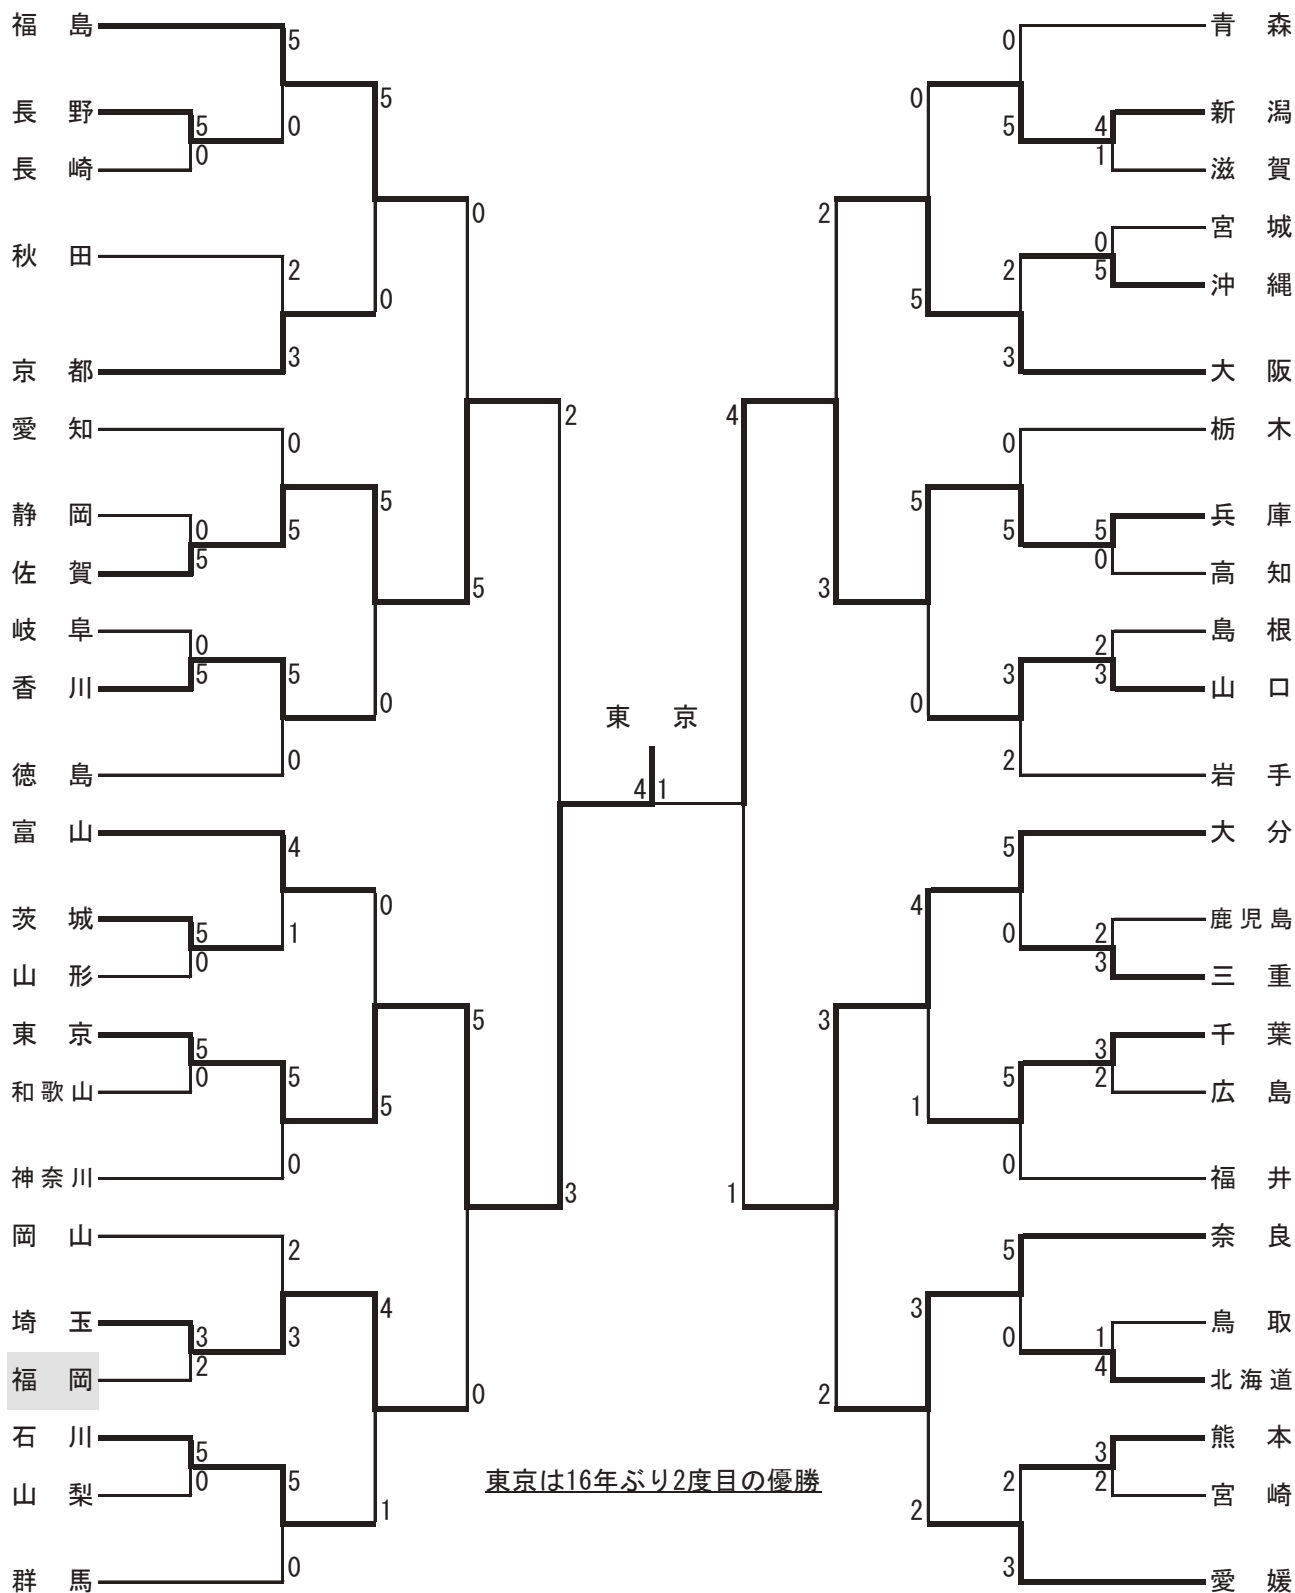 福島
5
長野
5
0
0
長崎
5
秋田
2
0
京都
3
0
愛知
0
静岡
0
5
佐賀
5
5
岐阜
0
香川
5
5
0
徳島
0
5
2
富山
4
茨城
5
1
山形
0
0
東京
5
和歌山
0
5
神奈川
0
5
5
岡山
2
埼玉
3
3
福岡
2
4
石川
5
山梨
0
5
群馬
0
1
0
3
東京
4 1
青森
0
新潟
4
5
滋賀
1
0
宮城
0
沖縄
5
2
大阪
3
5
2
栃木
0
兵庫
5
5
高知
0
5
島根
2
山口
3
3
岩手
2
0
3
4
大分
5
鹿児島
2
0
三重
3
4
千葉
3
広島
2
5
福井
0
1
3
奈良
5
鳥取
1
0
北海道
4
3
熊本
3
宮崎
2
2
愛媛
3
2
2
1
東京は16年ぶり2度目の優勝